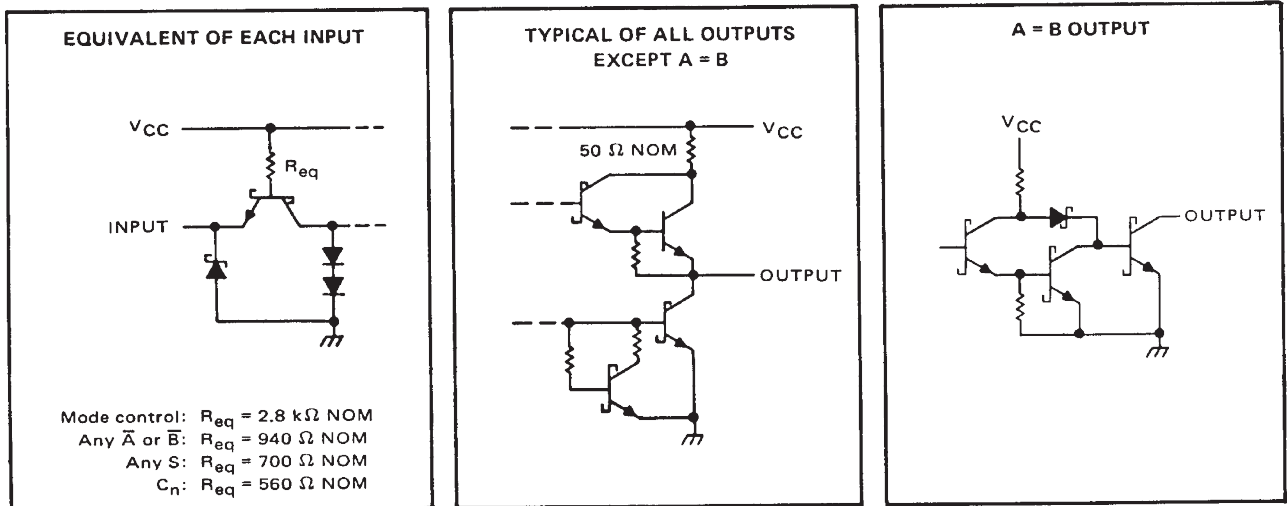 EQUIVALENT OF EACH INPUT
VCC
Req
INPUT
Mode control: Req = 2.8 kΩ NOM
Any A̅ or B̅: Req = 940 Ω NOM
Any S: Req = 700 Ω NOM
Cn: Req = 560 Ω NOM
TYPICAL OF ALL OUTPUTS
EXCEPT A = B
VCC
50 Ω NOM
OUTPUT
A = B OUTPUT
VCC
OUTPUT